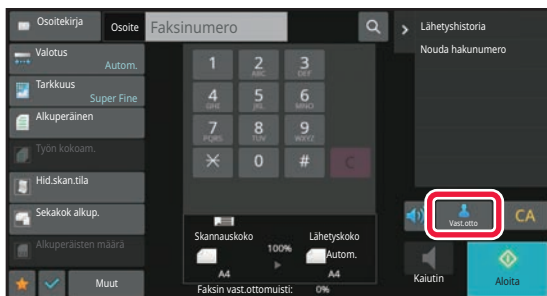 Osoitekirja
Osoite
Faksinumero
Lähetyshistoria
Nouda hakunumero
Valotus
Autom.
Tarkkuus
Super Fine
Alkuperäinen
Työn kokoam.
Hid.skan.tila
Sekakok alkup.
Alkuperäisten määrä
Muut
1
2
ABC
3
DEF
4
GHI
5
JKL
6
MNO
7
PQRS
8
TUV
9
WXYZ
0
#
C
Skannauskoko
100%
Lähetyskoko
Autom.
A4
A4
Faksin vast.ottomuisti:
0%
Vast.otto
CA
Kaiutin
Aloita